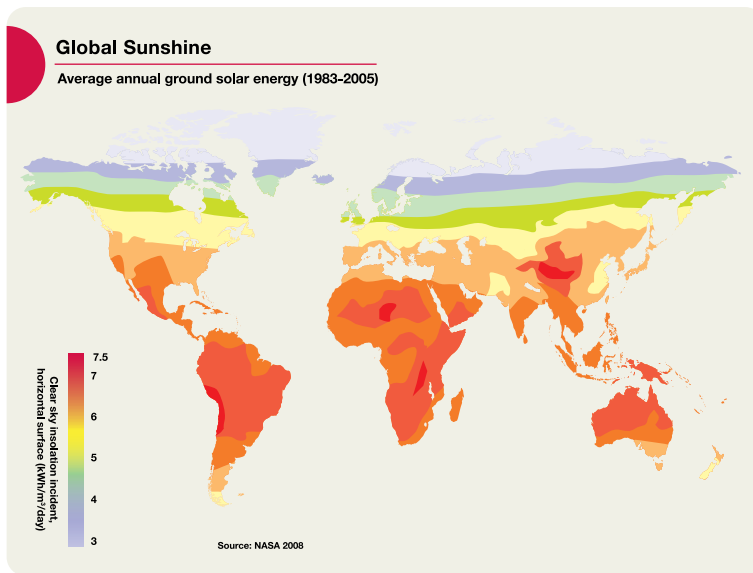 Global Sunshine
Average annual ground solar energy (1983-2005)
7.5
7
6
5
4
3
Clear sky insolation incident,
horizontal surface (kWh/m²/day)
Source: NASA 2008